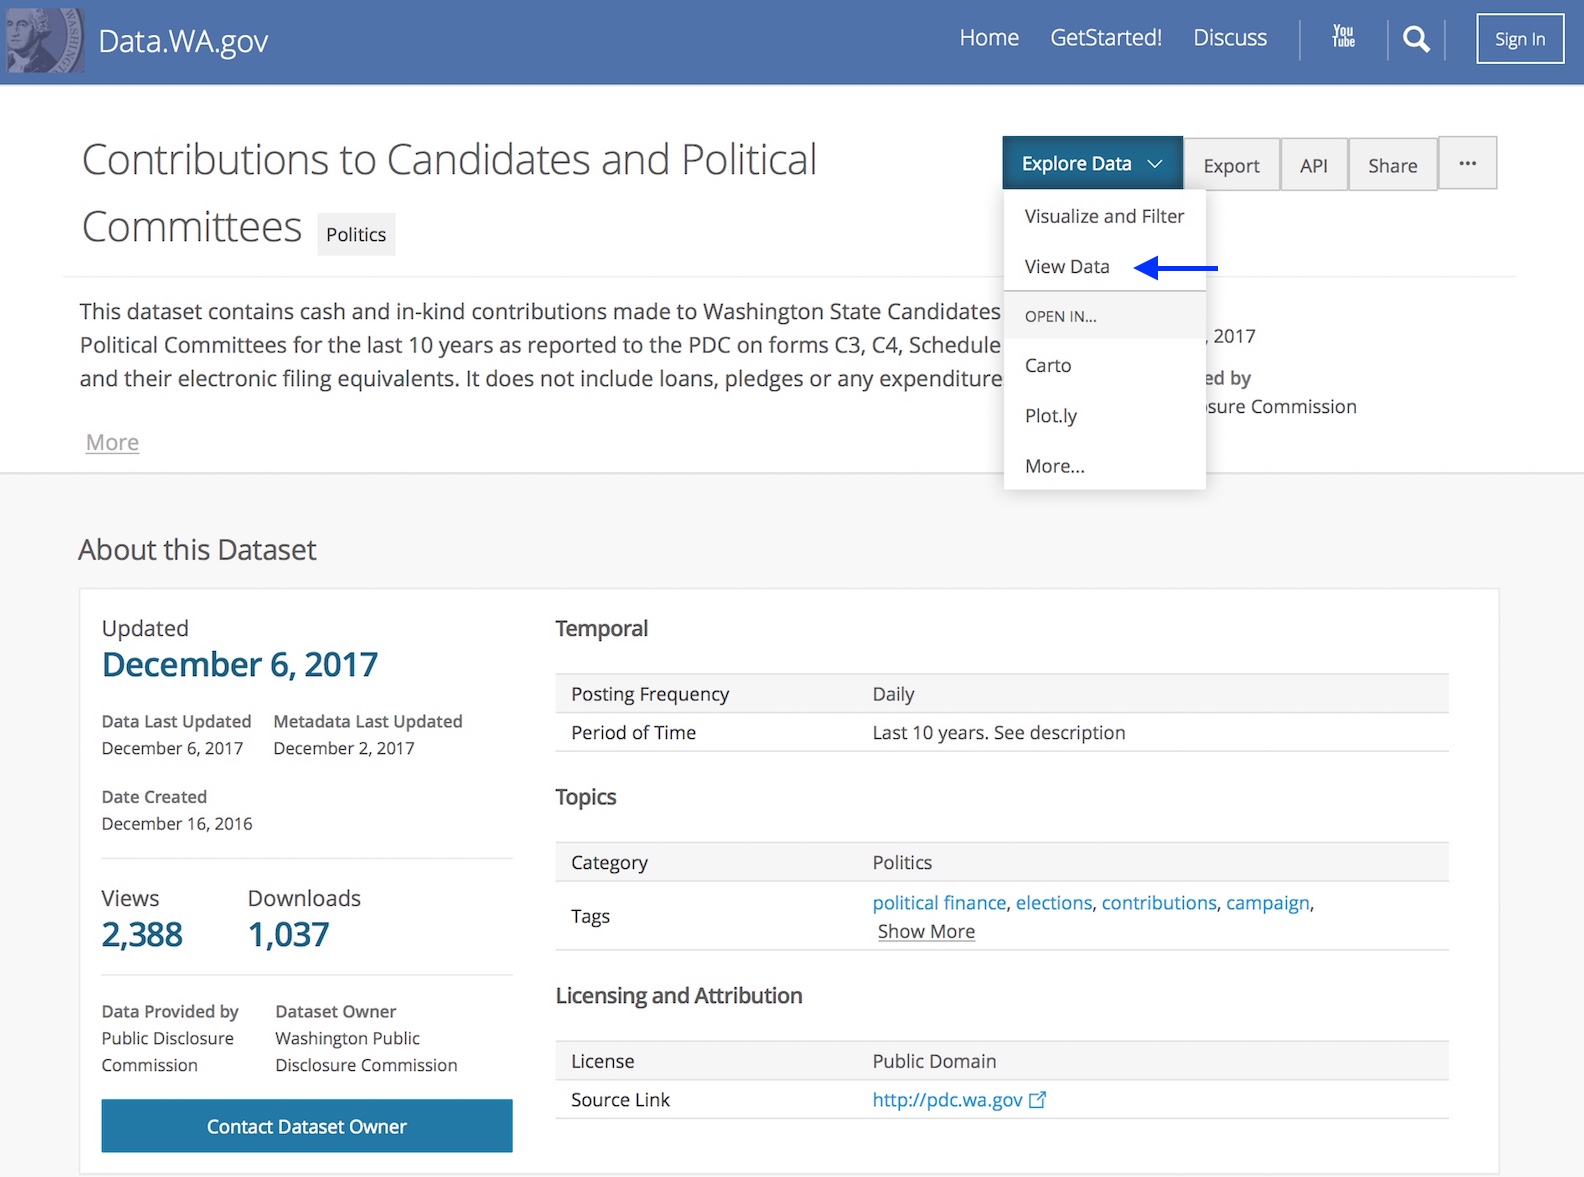 Data.WA.gov
Home GetStarted! Discuss You Tube Sign In
Contributions to Candidates and Political
Committees Politics
Explore Data Export API Share ...
Visualize and Filter
View Data
OPEN IN...
Carto
Plot.ly
More...
This dataset contains cash and in-kind contributions made to Washington State Candidates
Political Committees for the last 10 years as reported to the PDC on forms C3, C4, Schedule
and their electronic filing equivalents. It does not include loans, pledges or any expenditure
More
, 2017
ed by
sure Commission
About this Dataset
Updated
December 6, 2017
Data Last Updated Metadata Last Updated
December 6, 2017 December 2, 2017
Date Created
December 16, 2016
Views Downloads
2,388 1,037
Data Provided by Dataset Owner
Public Disclosure Washington Public
Commission Disclosure Commission
Contact Dataset Owner
Temporal
Posting Frequency Daily
Period of Time Last 10 years. See description
Topics
Category Politics
Tags political finance, elections, contributions, campaign,
Show More
Licensing and Attribution
License Public Domain
Source Link http://pdc.wa.gov